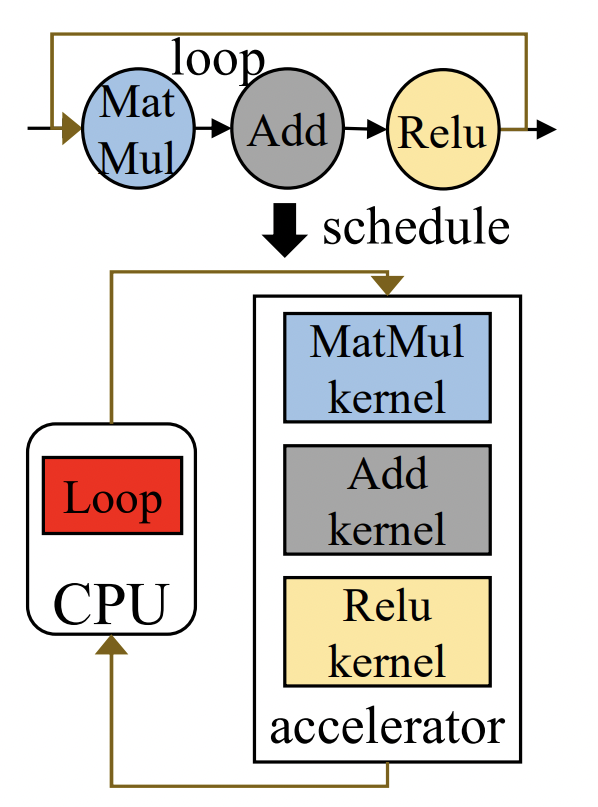 loop
Mat
Mul
Add
Relu
schedule
MatMul
kernel
Add
kernel
Relu
kernel
accelerator
Loop
CPU